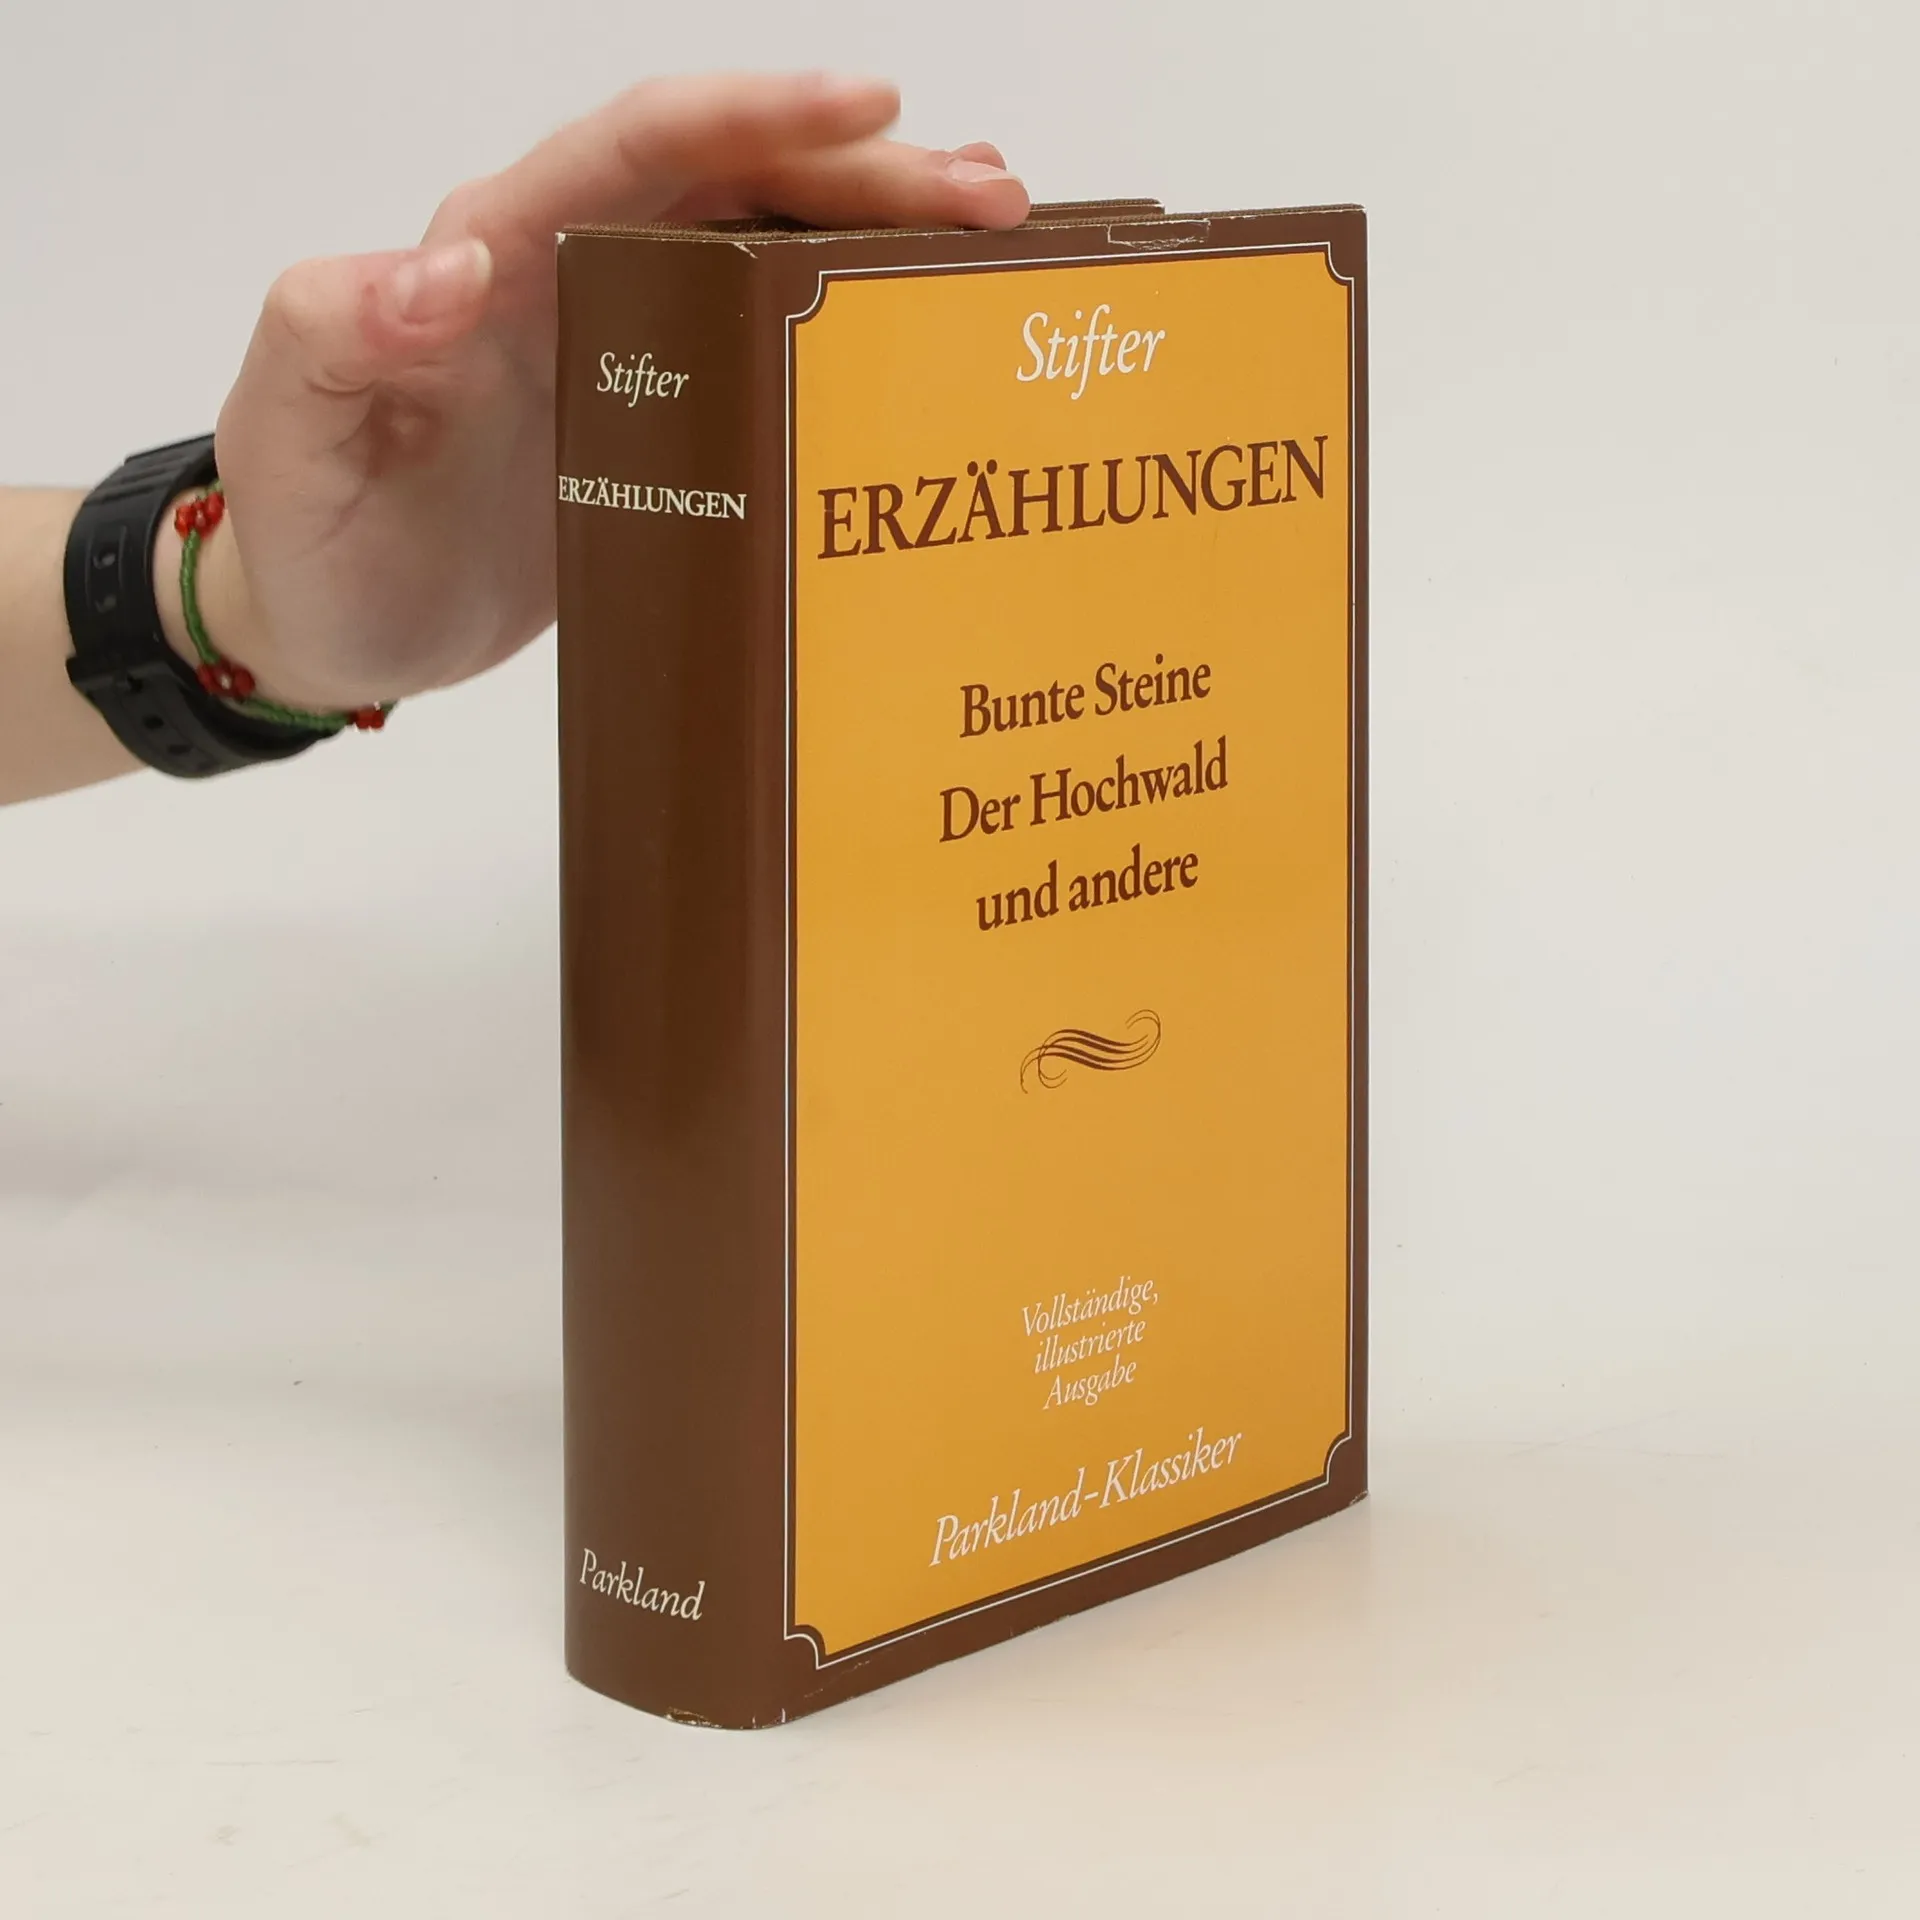 Stifter
ERZÄHLUNGEN
Parkland
Stifter
ERZÄHLUNGEN
Bunte Steine
Der Hochwald
und andere
Vollständige,
illustrierte
Ausgabe
Parkland-Klassiker